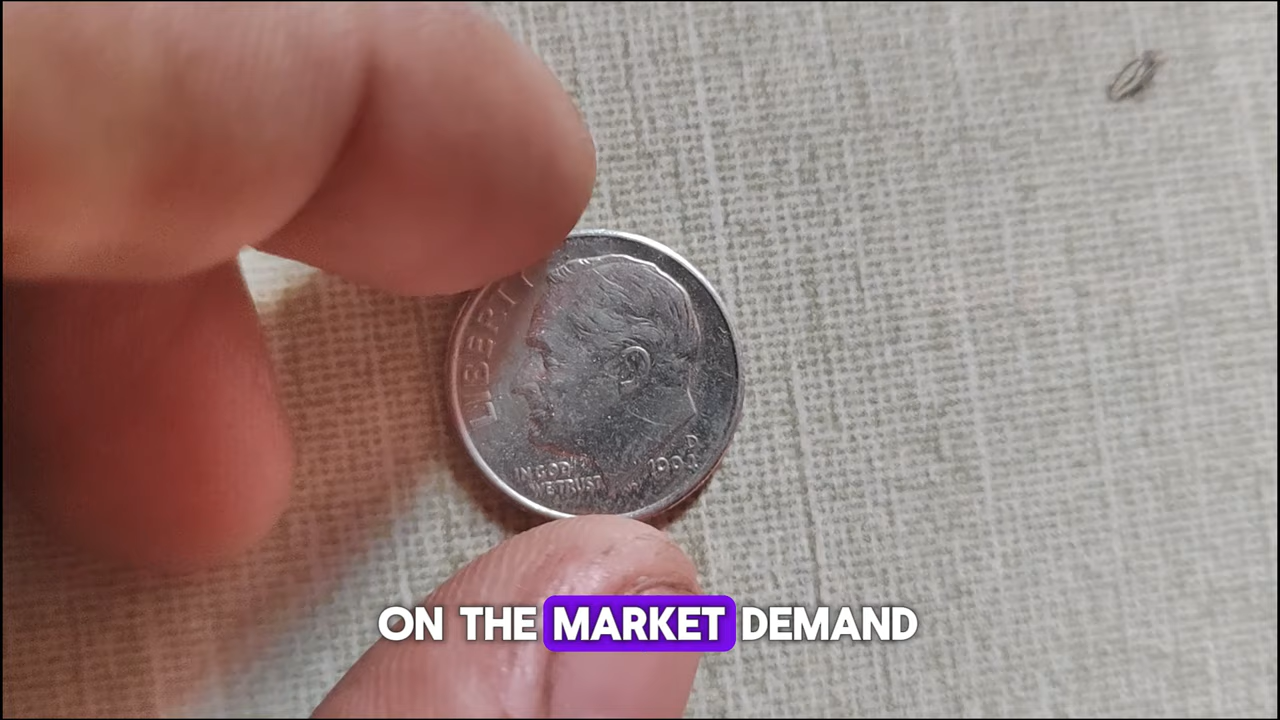 LIBERTY
IN GOD
WE TRUST
P
ON THE MARKET DEMAND